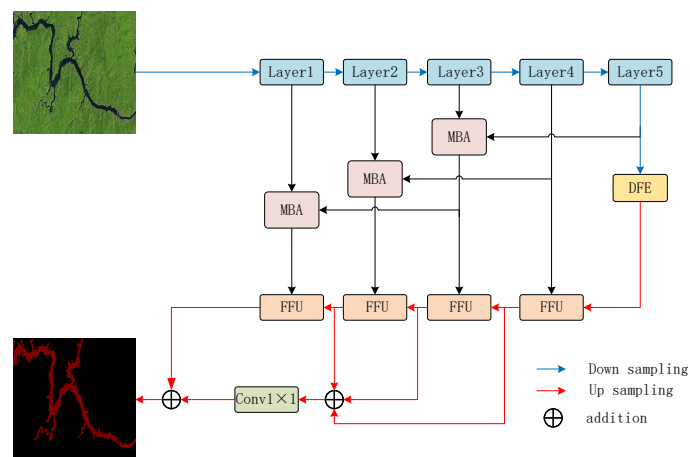 Layer1
Layer2
Layer3
Layer4
Layer5
MBA
MBA
DFE
MBA
FFU
FFU
FFU
FFU
Down sampling
Up sampling
Conv1×1
addition